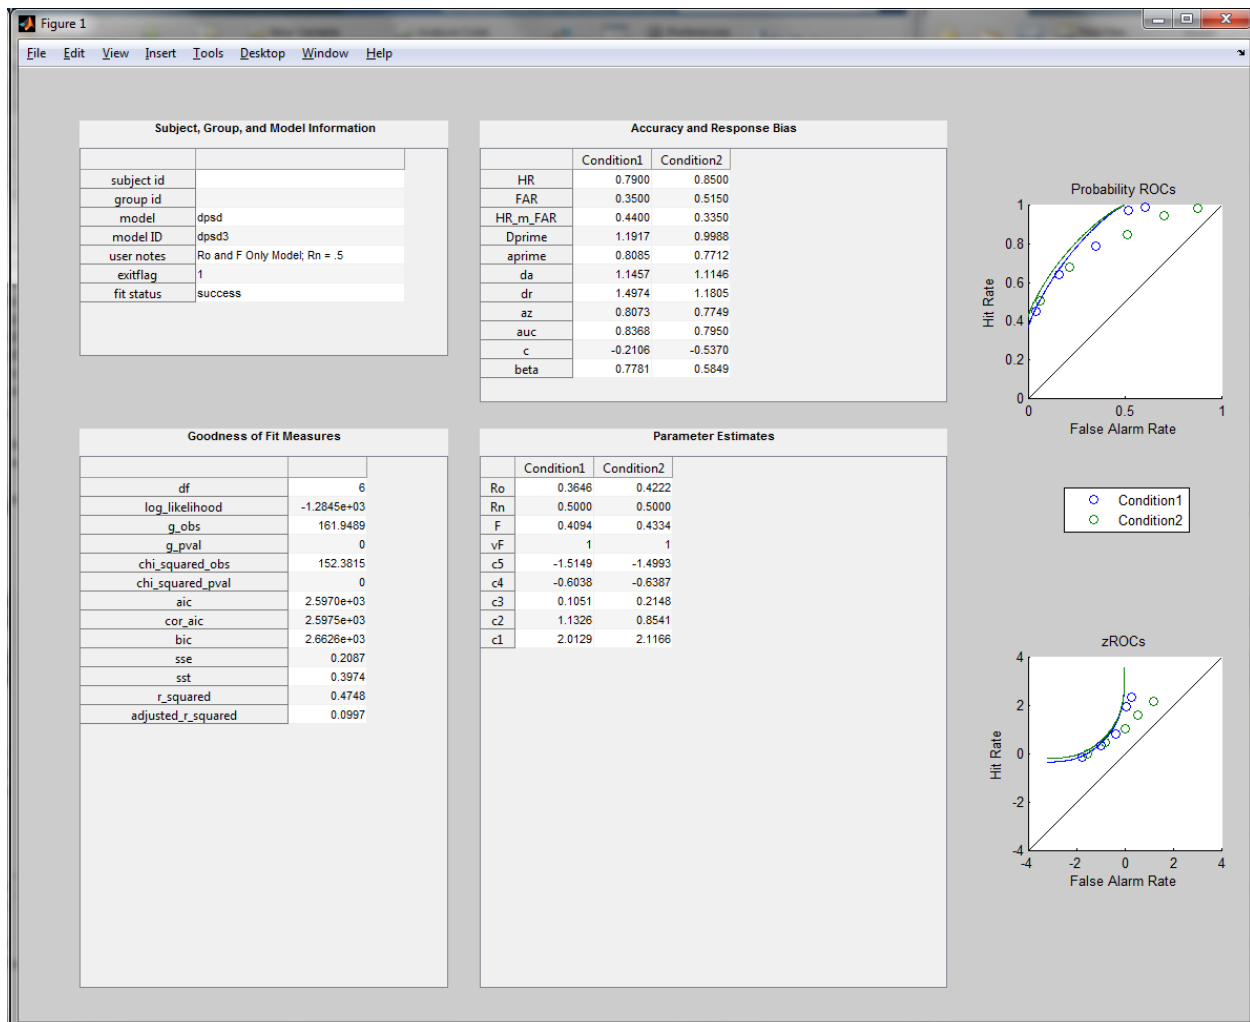 Figure 1
File Edit View Insert Tools Desktop Window Help
Subject, Group, and Model Information
subject id
group id
model dpsd
model ID dpsd3
user notes Ro and F Only Model; Rn = .5
exitflag 1
fit status success
Accuracy and Response Bias
Condition1 Condition2
HR 0.7900 0.8500
FAR 0.3500 0.5150
HR_m_FAR 0.4400 0.3350
Dprime 1.1917 0.9988
aprime 0.8085 0.7712
da 1.1457 1.1146
dr 1.4974 1.1805
az 0.8073 0.7749
auc 0.8368 0.7950
c -0.2106 -0.5370
beta 0.7781 0.5849
Probability ROCs
1
0.8
0.6
0.4
0.2
0
Hit Rate
0 0.5 1
False Alarm Rate
Goodness of Fit Measures
df 6
log_likelihood -1.2845e+03
g_obs 161.9489
g_pval 0
chi_squared_obs 152.3815
chi_squared_pval 0
aic 2.5970e+03
cor_aic 2.5975e+03
bic 2.6626e+03
sse 0.2087
sst 0.3974
r_squared 0.4748
adjusted_r_squared 0.0997
Parameter Estimates
Condition1 Condition2
Ro 0.3646 0.4222
Rn 0.5000 0.5000
F 0.4094 0.4334
vF 1 1
c5 -1.5149 -1.4993
c4 -0.6038 -0.6387
c3 0.1051 0.2148
c2 1.1326 0.8541
c1 2.0129 2.1166
Condition1
Condition2
zROCs
4
2
0
-2
-4
Hit Rate
-4 -2 0 2 4
False Alarm Rate